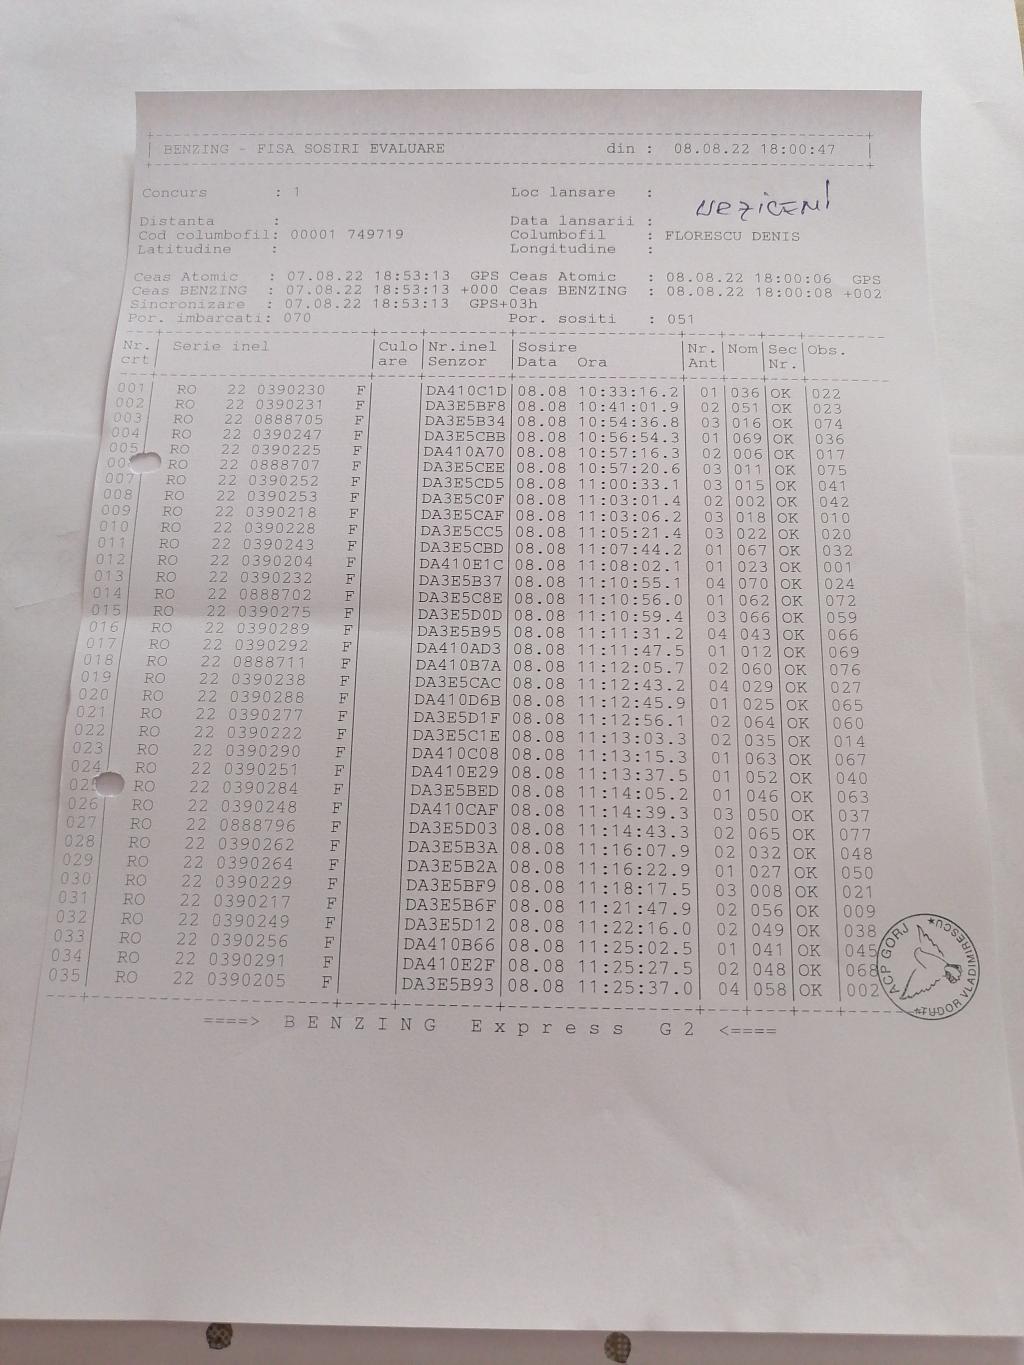 BENZING - FISA SOSIRI EVALUARE din : 08.08.22 18:00:47
Concurs : 1 Loc lansare :
Distanta : Data lansarii :
Cod columbofil: 00001 749719 Columbofil : FLORESCU DENIS
Latitudine : Longitudine :
Ceas Atomic : 07.08.22 18:53:13 GPS Ceas Atomic : 08.08.22 18:00:06 GPS
Ceas BENZING : 07.08.22 18:53:13 +000 Ceas BENZING : 08.08.22 18:00:08 +002
Sincronizare : 07.08.22 18:53:13 GPS+03h
Por. imbarcati: 070 Por. sositi : 051
Nr. Serie inel Culo Nr.inel Sosire Nr. Nom Sec Obs.
crt are Senzor Data Ora Ant Nr.
001 RO 22 0390230 F DA410C1D 08.08 10:33:16.2 01 036 OK 022
002 RO 22 0390231 F DA3E5BF8 08.08 10:41:01.9 02 051 OK 023
003 RO 22 0888705 F DA3E5B34 08.08 10:54:36.8 03 016 OK 074
004 RO 22 0390247 F DA3E5CBB 08.08 10:56:54.3 01 069 OK 036
005 RO 22 0390225 F DA410A70 08.08 10:57:16.3 02 006 OK 017
RO 22 0888707 F DA3E5CEE 08.08 10:57:20.6 03 011 OK 075
007 RO 22 0390252 F DA3E5CD5 08.08 11:00:33.1 03 015 OK 041
008 RO 22 0390253 F DA3E5C0F 08.08 11:03:01.4 02 002 OK 042
009 RO 22 0390218 F DA3E5CAF 08.08 11:03:06.2 03 018 OK 010
010 RO 22 0390228 F DA3E5CC5 08.08 11:05:21.4 03 022 OK 020
011 RO 22 0390243 F DA3E5CBD 08.08 11:07:44.2 01 067 OK 032
012 RO 22 0390204 F DA410E1C 08.08 11:08:02.1 01 023 OK 001
013 RO 22 0390232 F DA3E5B37 08.08 11:10:55.1 04 070 OK 024
014 RO 22 0888702 F DA3E5C8E 08.08 11:10:56.0 01 062 OK 072
015 RO 22 0390275 F DA3E5D0D 08.08 11:10:59.4 03 066 OK 059
016 RO 22 0390289 F DA3E5B95 08.08 11:11:31.2 04 043 OK 066
017 RO 22 0390292 F DA410AD3 08.08 11:11:47.5 01 012 OK 069
018 RO 22 0888711 F DA410B7A 08.08 11:12:05.7 02 060 OK 076
019 RO 22 0390238 F DA3E5CAC 08.08 11:12:43.2 04 029 OK 027
020 RO 22 0390288 F DA410D6B 08.08 11:12:45.9 01 025 OK 065
021 RO 22 0390277 F DA3E5D1F 08.08 11:12:56.1 02 064 OK 060
022 RO 22 0390222 F DA3E5C1E 08.08 11:13:03.3 02 035 OK 014
023 RO 22 0390290 F DA410C08 08.08 11:13:15.3 01 063 OK 067
024 RO 22 0390251 F DA410E29 08.08 11:13:37.5 01 052 OK 040
025 RO 22 0390284 F DA3E5BED 08.08 11:14:05.2 01 046 OK 063
026 RO 22 0390248 F DA410CAF 08.08 11:14:39.3 03 050 OK 037
027 RO 22 0888796 F DA3E5D03 08.08 11:14:43.3 02 065 OK 077
028 RO 22 0390262 F DA3E5B3A 08.08 11:16:07.9 02 032 OK 048
029 RO 22 0390264 F DA3E5B2A 08.08 11:16:22.9 01 027 OK 050
030 RO 22 0390229 F DA3E5BF9 08.08 11:18:17.5 03 008 OK 021
031 RO 22 0390217 F DA3E5B6F 08.08 11:21:47.9 02 056 OK 009
032 RO 22 0390249 F DA3E5D12 08.08 11:22:16.0 02 049 OK 038
033 RO 22 0390256 F DA410B66 08.08 11:25:02.5 01 041 OK 045
034 RO 22 0390291 F DA410E2F 08.08 11:25:27.5 02 048 OK 068
035 RO 22 0390205 F DA3E5B93 08.08 11:25:37.0 04 058 OK 002
ACP GORJ *TUDOR VLADIMIRESCU*
====> BENZING Express G2 <====